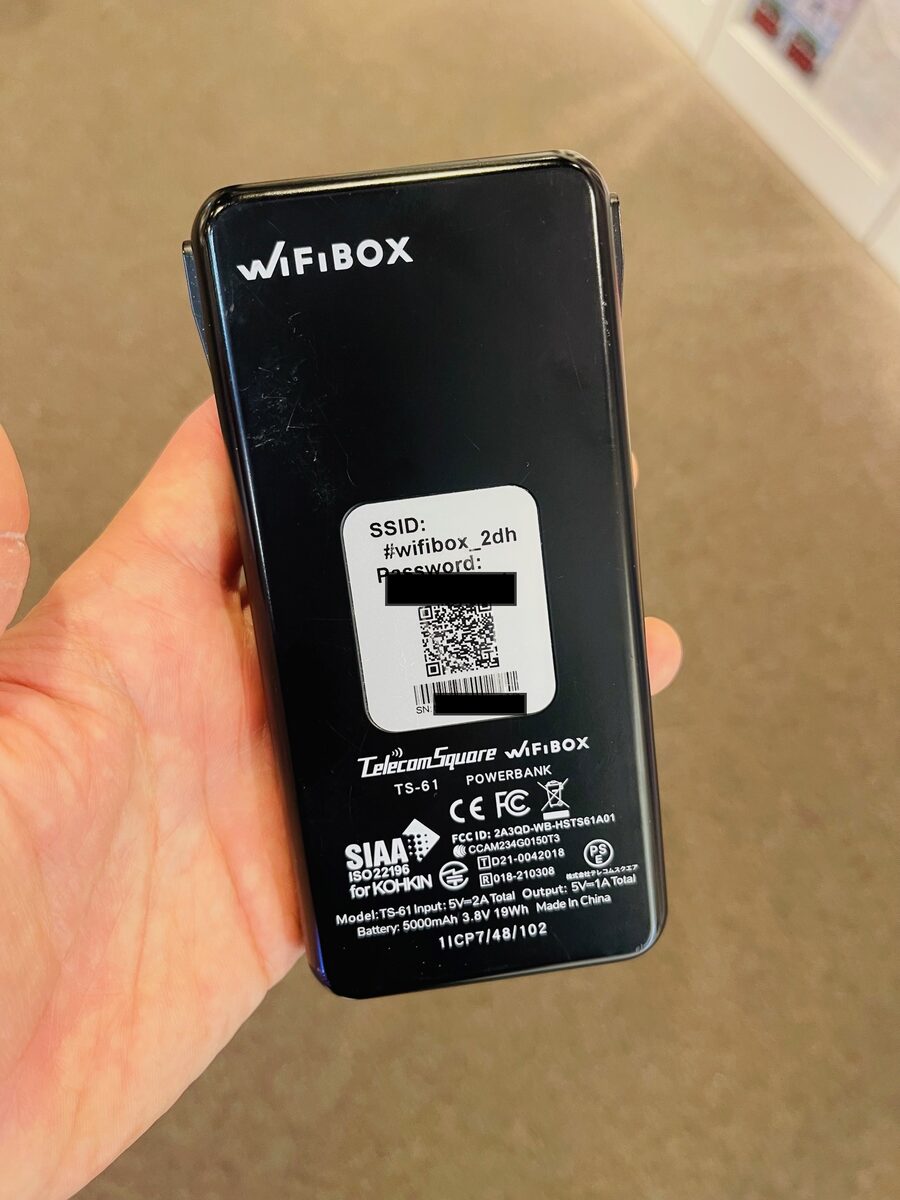 WiFiBOX
SSID:
#wifibox_2dh
Password:
SN:
TelecomSquare WiFiBOX
TS-61 POWERBANK
CE FC
FCC ID: 2A3QD-WB-HSTS61A01
CCAM234G0150T3
SIAA
ISO 22196
for KOHKIN
T D21-0042018
R 018-210308
PSE
株式会社テレコムスクエア
Model:TS-61 Input: 5V=2A Total Output: 5V=1A Total
Battery: 5000mAh 3.8V 19Wh Made In China
1ICP7/48/102